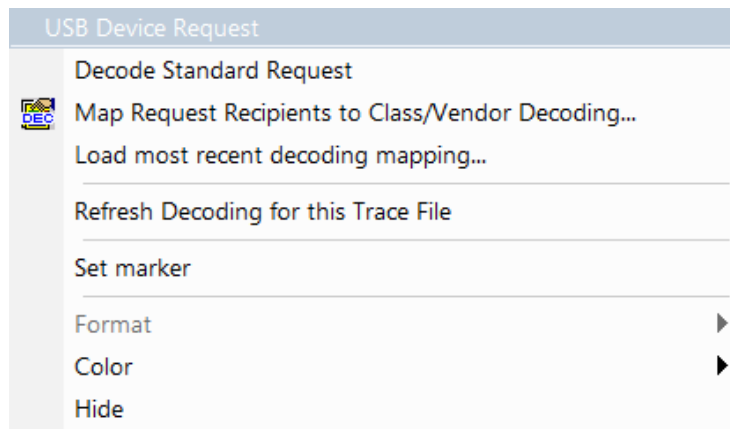 USB Device Request
Decode Standard Request
DEC
Map Request Recipients to Class/Vendor Decoding...
Load most recent decoding mapping...
Refresh Decoding for this Trace File
Set marker
Format
Color
Hide